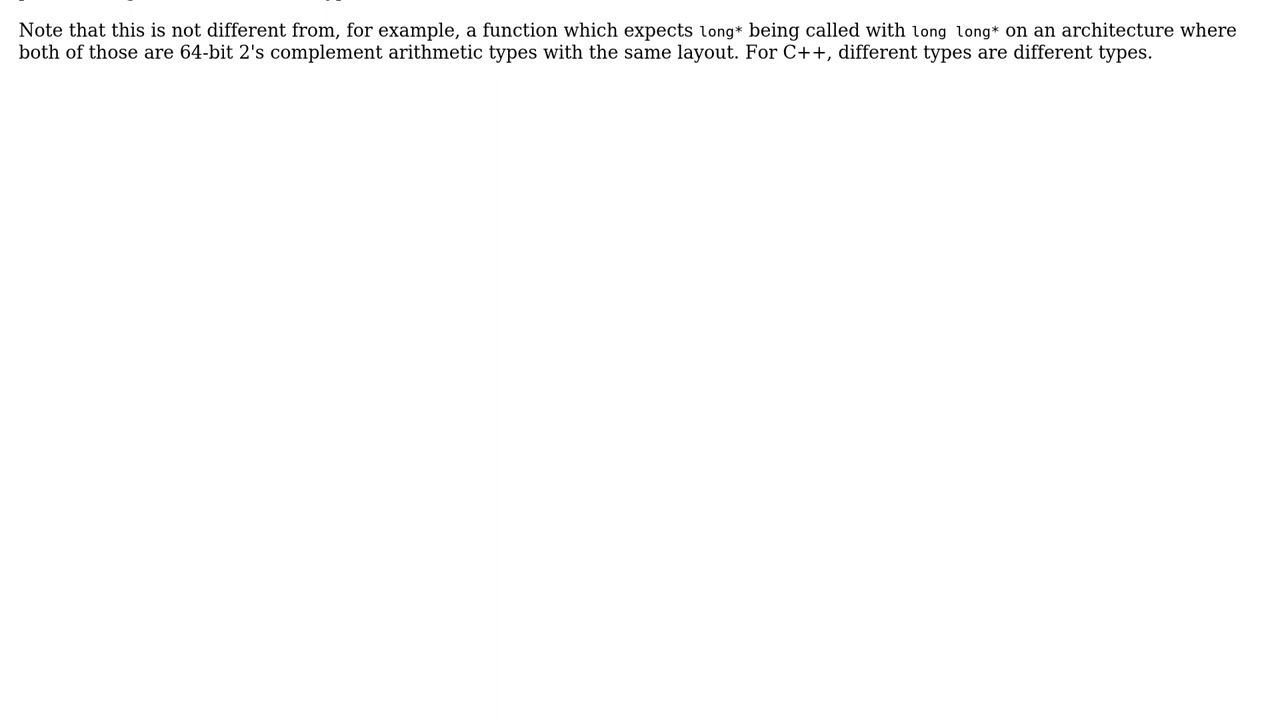 Note that this is not different from, for example, a function which expects long* being called with long long* on an architecture where
both of those are 64-bit 2's complement arithmetic types with the same layout. For C++, different types are different types.